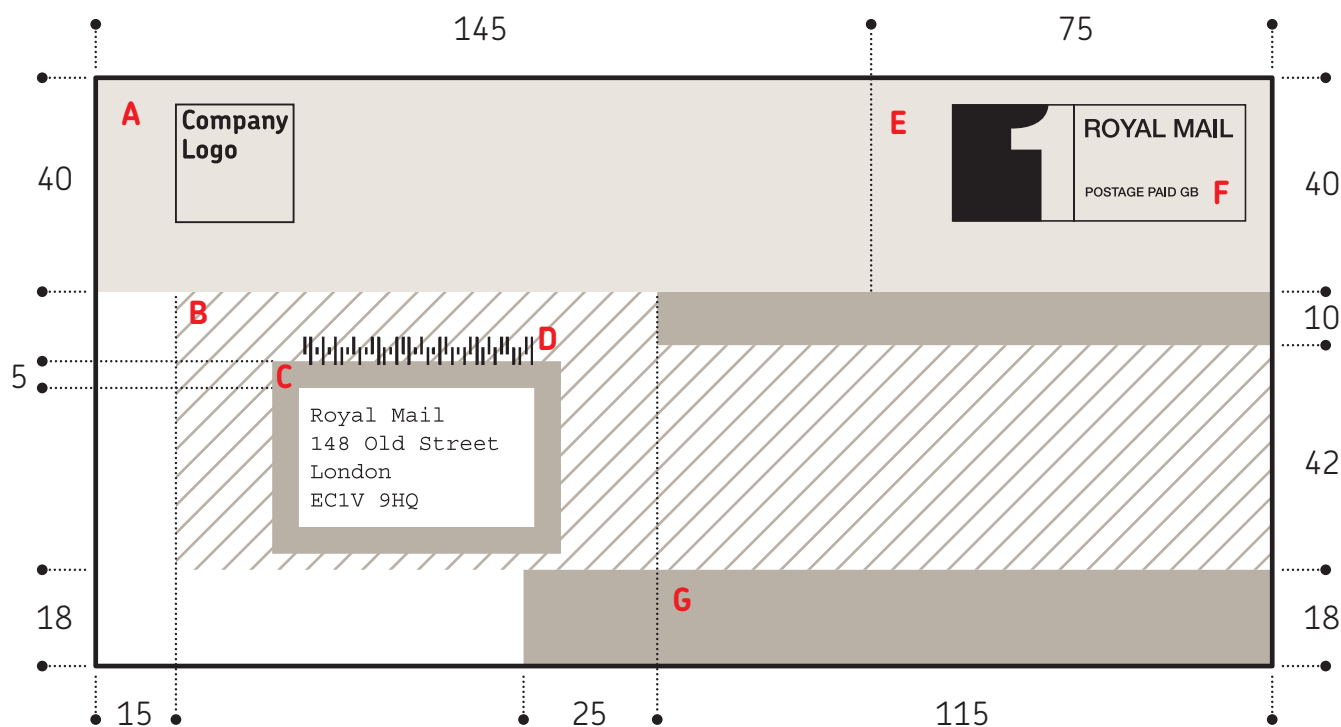 145
75
A
Company
Logo
E
ROYAL MAIL
POSTAGE PAID GB
F
40
40
B
10
D
5
C
Royal Mail
148 Old Street
London
EC1V 9HQ
42
G
18
18
15
25
115